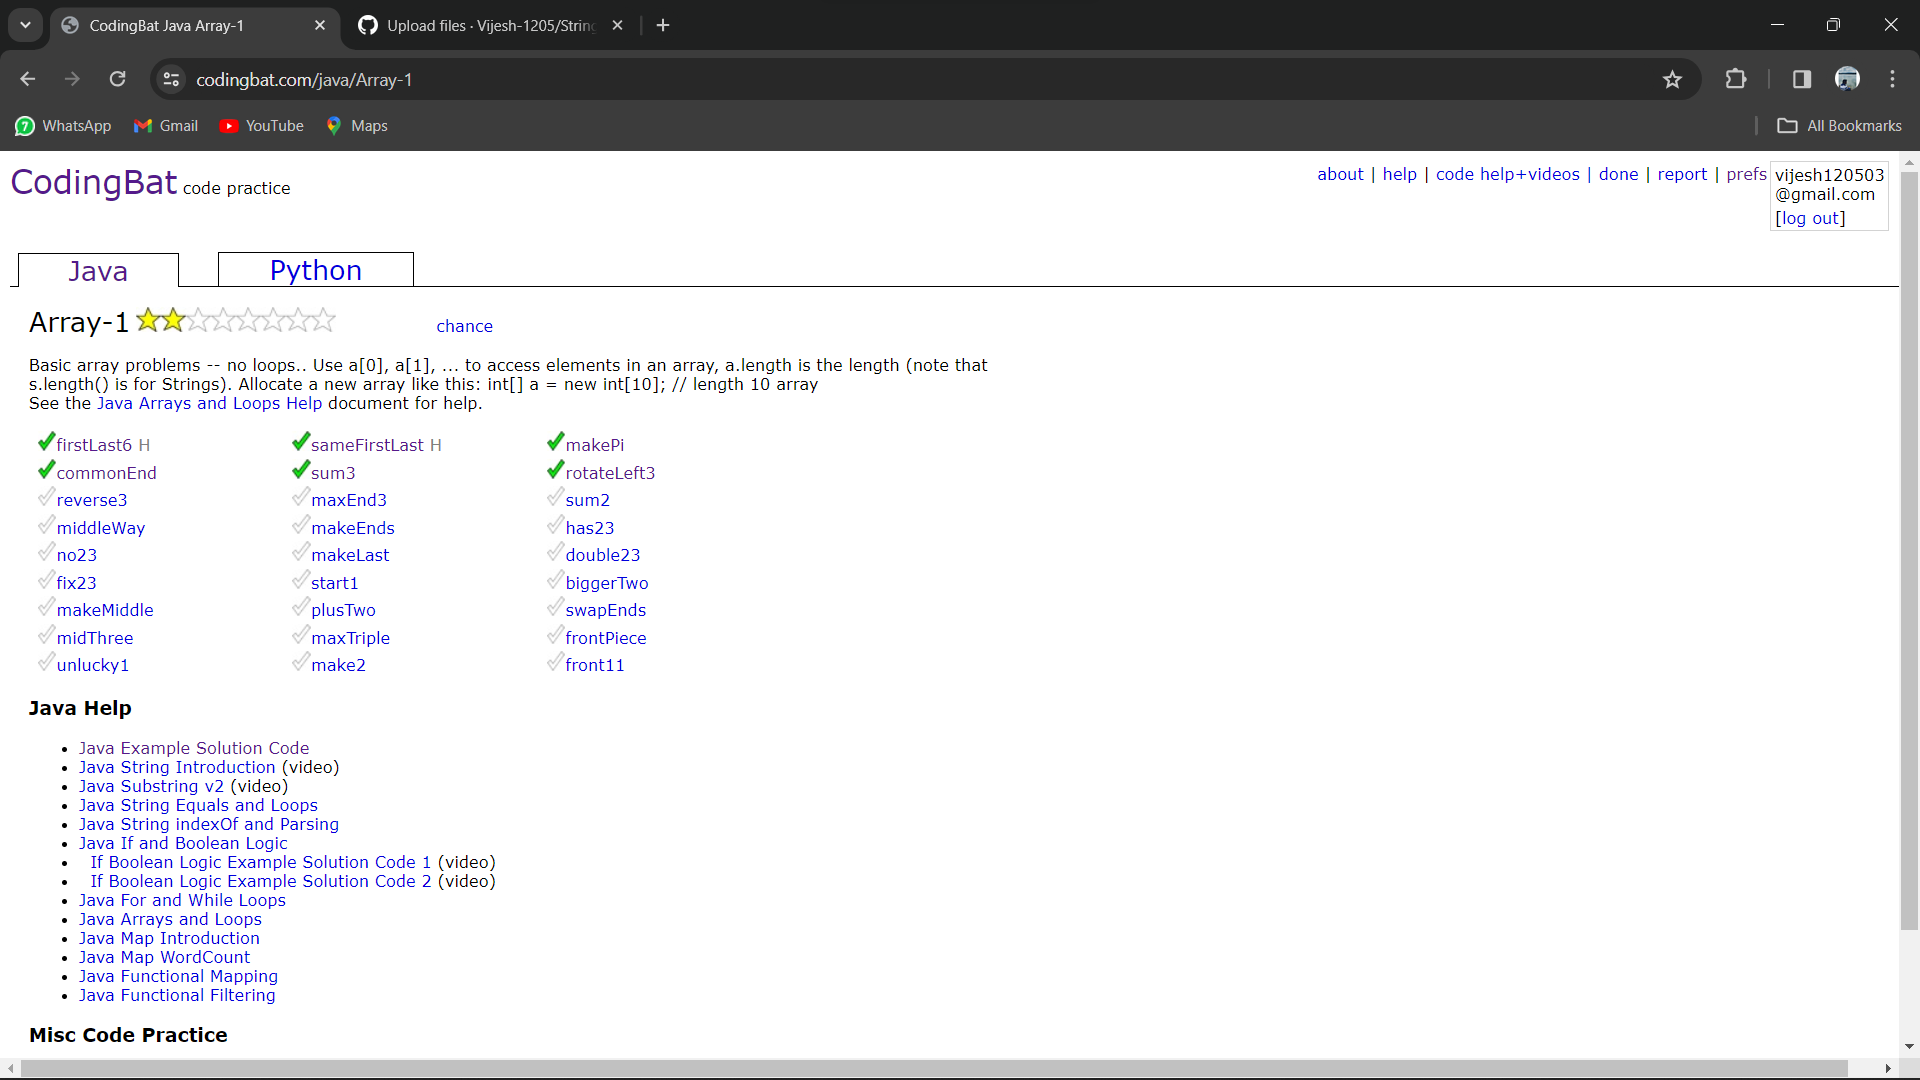 CodingBat Java Array-1
Upload files · Vijesh-1205/String
codingbat.com/java/Array-1
WhatsApp Gmail YouTube Maps All Bookmarks
CodingBat code practice
about | help | code help+videos | done | report | prefs
vijesh120503
@gmail.com
[log out]
Java Python
Array-1 chance
Basic array problems -- no loops.. Use a[0], a[1], ... to access elements in an array, a.length is the length (note that
s.length() is for Strings). Allocate a new array like this: int[] a = new int[10]; // length 10 array
See the Java Arrays and Loops Help document for help.
firstLast6 H sameFirstLast H makePi
commonEnd sum3 rotateLeft3
reverse3 maxEnd3 sum2
middleWay makeEnds has23
no23 makeLast double23
fix23 start1 biggerTwo
makeMiddle plusTwo swapEnds
midThree maxTriple frontPiece
unlucky1 make2 front11
Java Help
Java Example Solution Code
Java String Introduction (video)
Java Substring v2 (video)
Java String Equals and Loops
Java String indexOf and Parsing
Java If and Boolean Logic
If Boolean Logic Example Solution Code 1 (video)
If Boolean Logic Example Solution Code 2 (video)
Java For and While Loops
Java Arrays and Loops
Java Map Introduction
Java Map WordCount
Java Functional Mapping
Java Functional Filtering
Misc Code Practice